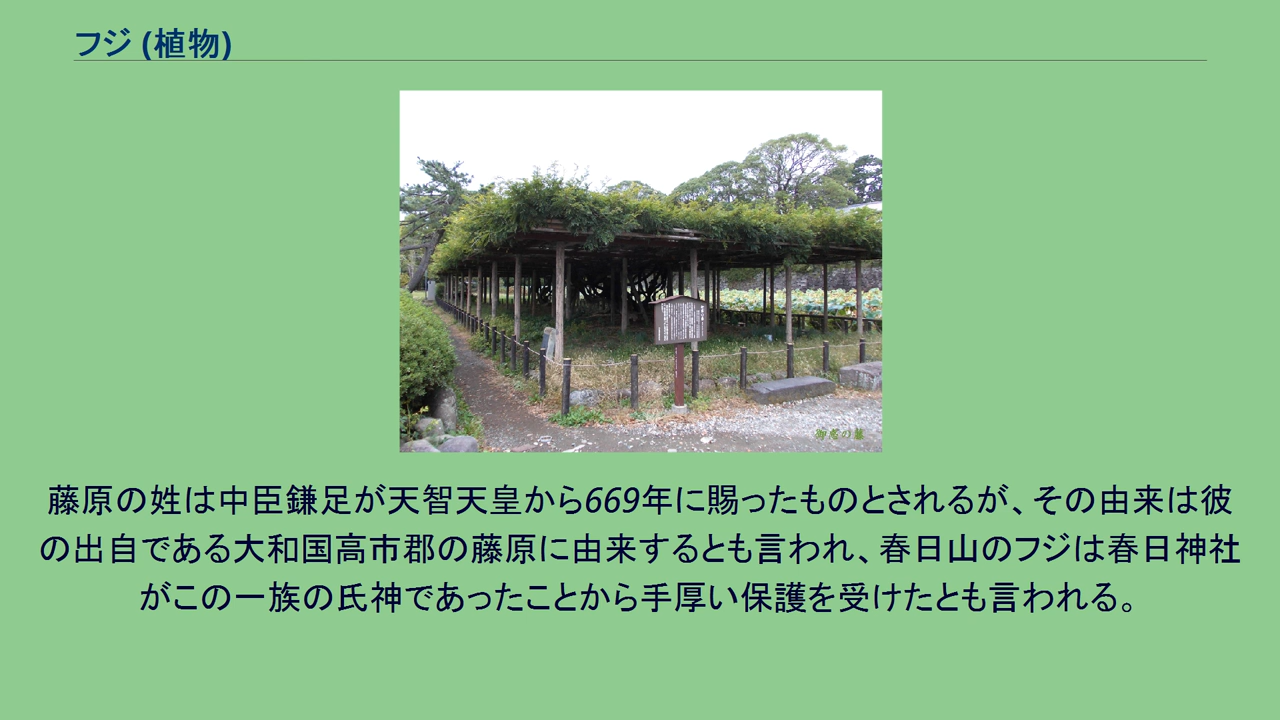 フジ (植物)
御感の藤
藤原の姓は中臣鎌足が天智天皇から669年に賜ったものとされるが、その由来は彼
の出自である大和国高市郡の藤原に由来するとも言われ、春日山のフジは春日神社
がこの一族の氏神であったことから手厚い保護を受けたとも言われる。